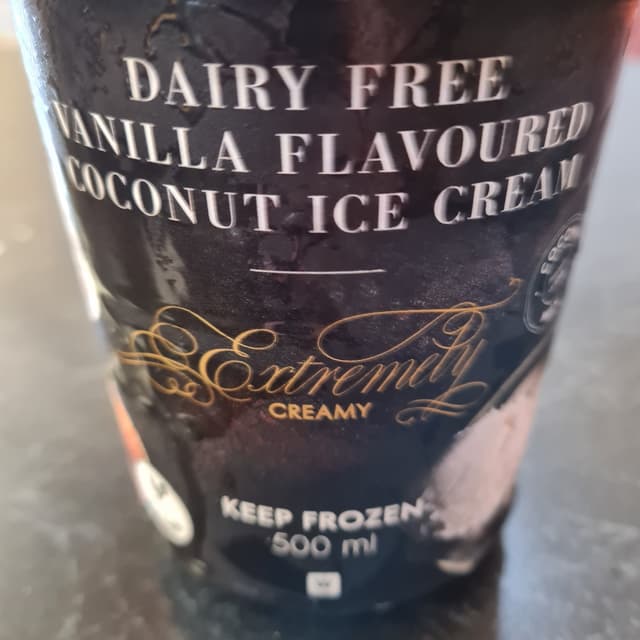 DAIRY FREE
VANILLA FLAVOURED
COCONUT ICE CREAM
Extremely
CREAMY
KEEP FROZEN
500 ml
W